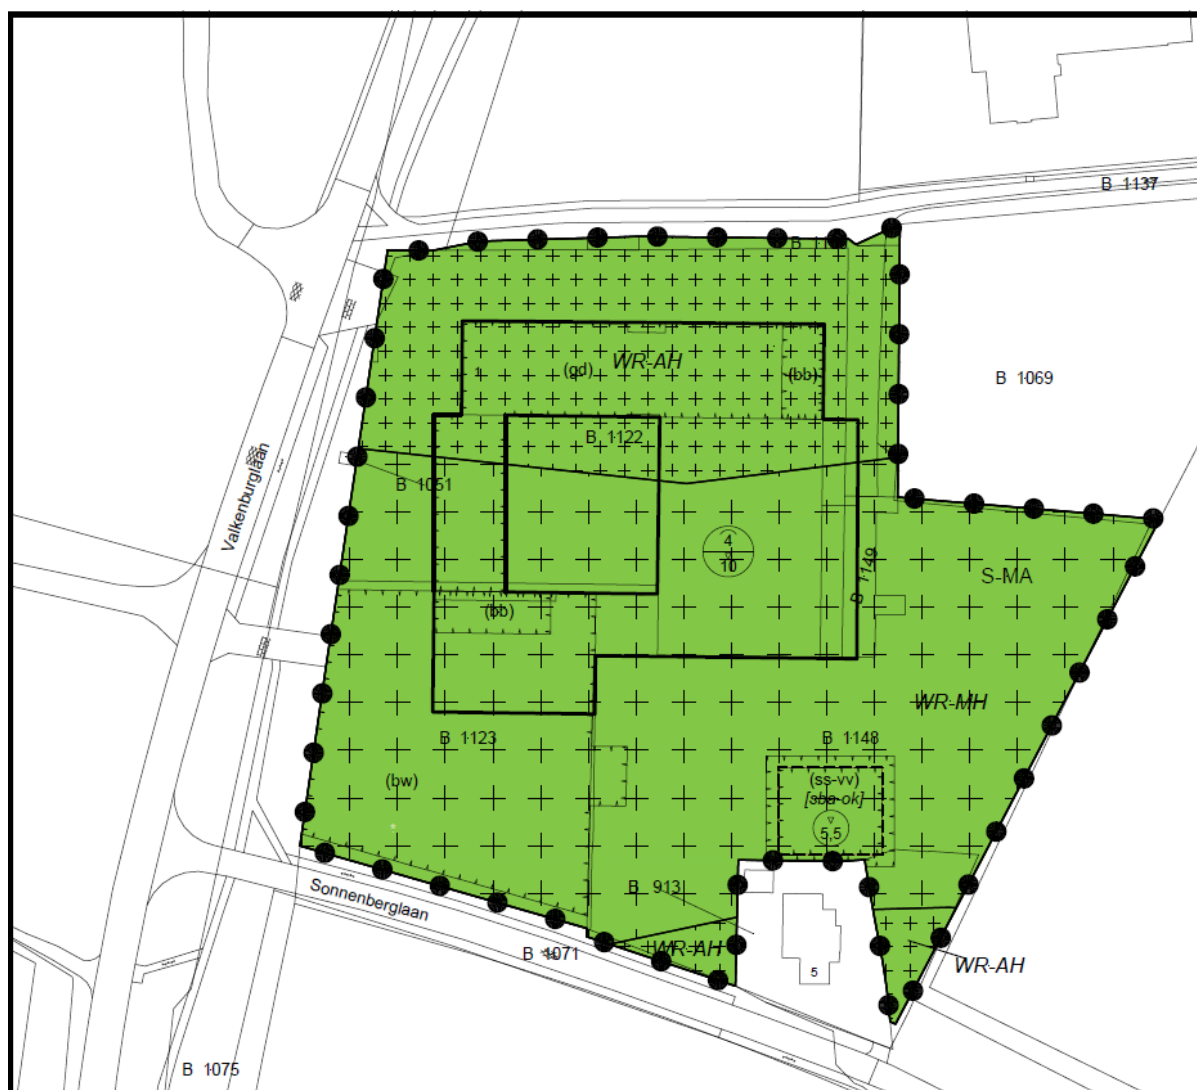 B 1137
B 1069
WR-AH
(gd)
(bb)
B 1122
Valkenburglaan
B 1051
4
10
B 1149
S-MA
(bb)
WR-MH
B 1123
B 1148
(bw)
(ss-vv)
[sba-ok]
5,5
B 913
Sonnenberglaan
WR-AH
B 1071
WR-AH
5
B 1075